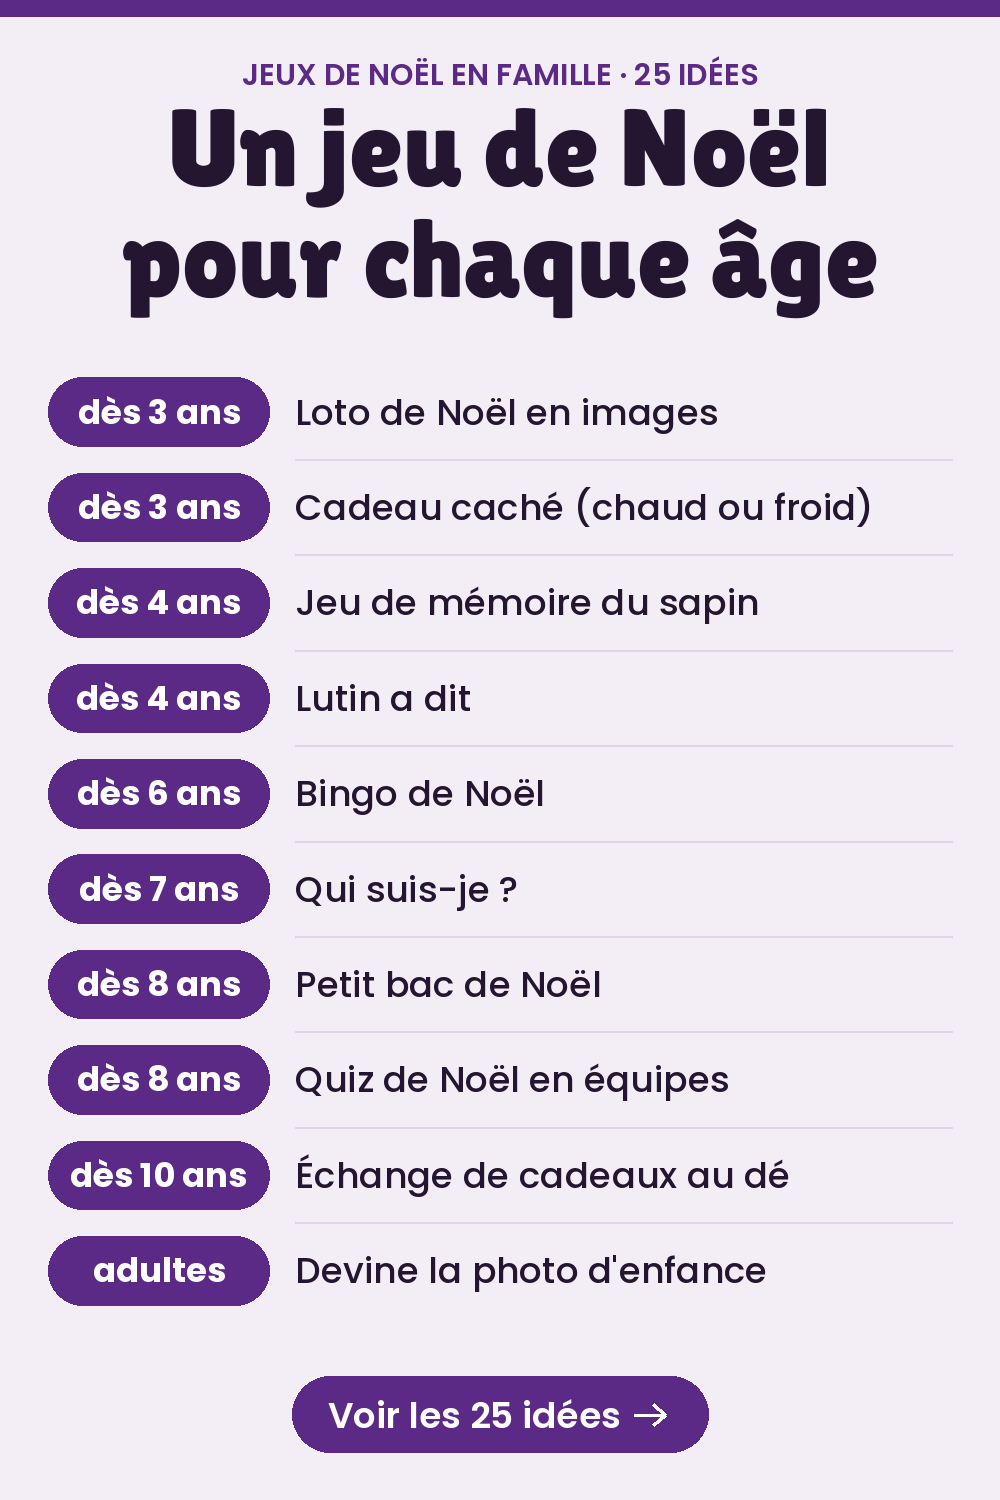 JEUX DE NOËL EN FAMILLE · 25 IDÉES
Un jeu de Noël
pour chaque âge
dès 3 ans Loto de Noël en images
dès 3 ans Cadeau caché (chaud ou froid)
dès 4 ans Jeu de mémoire du sapin
dès 4 ans Lutin a dit
dès 6 ans Bingo de Noël
dès 7 ans Qui suis-je ?
dès 8 ans Petit bac de Noël
dès 8 ans Quiz de Noël en équipes
dès 10 ans Échange de cadeaux au dé
adultes Devine la photo d'enfance
Voir les 25 idées →